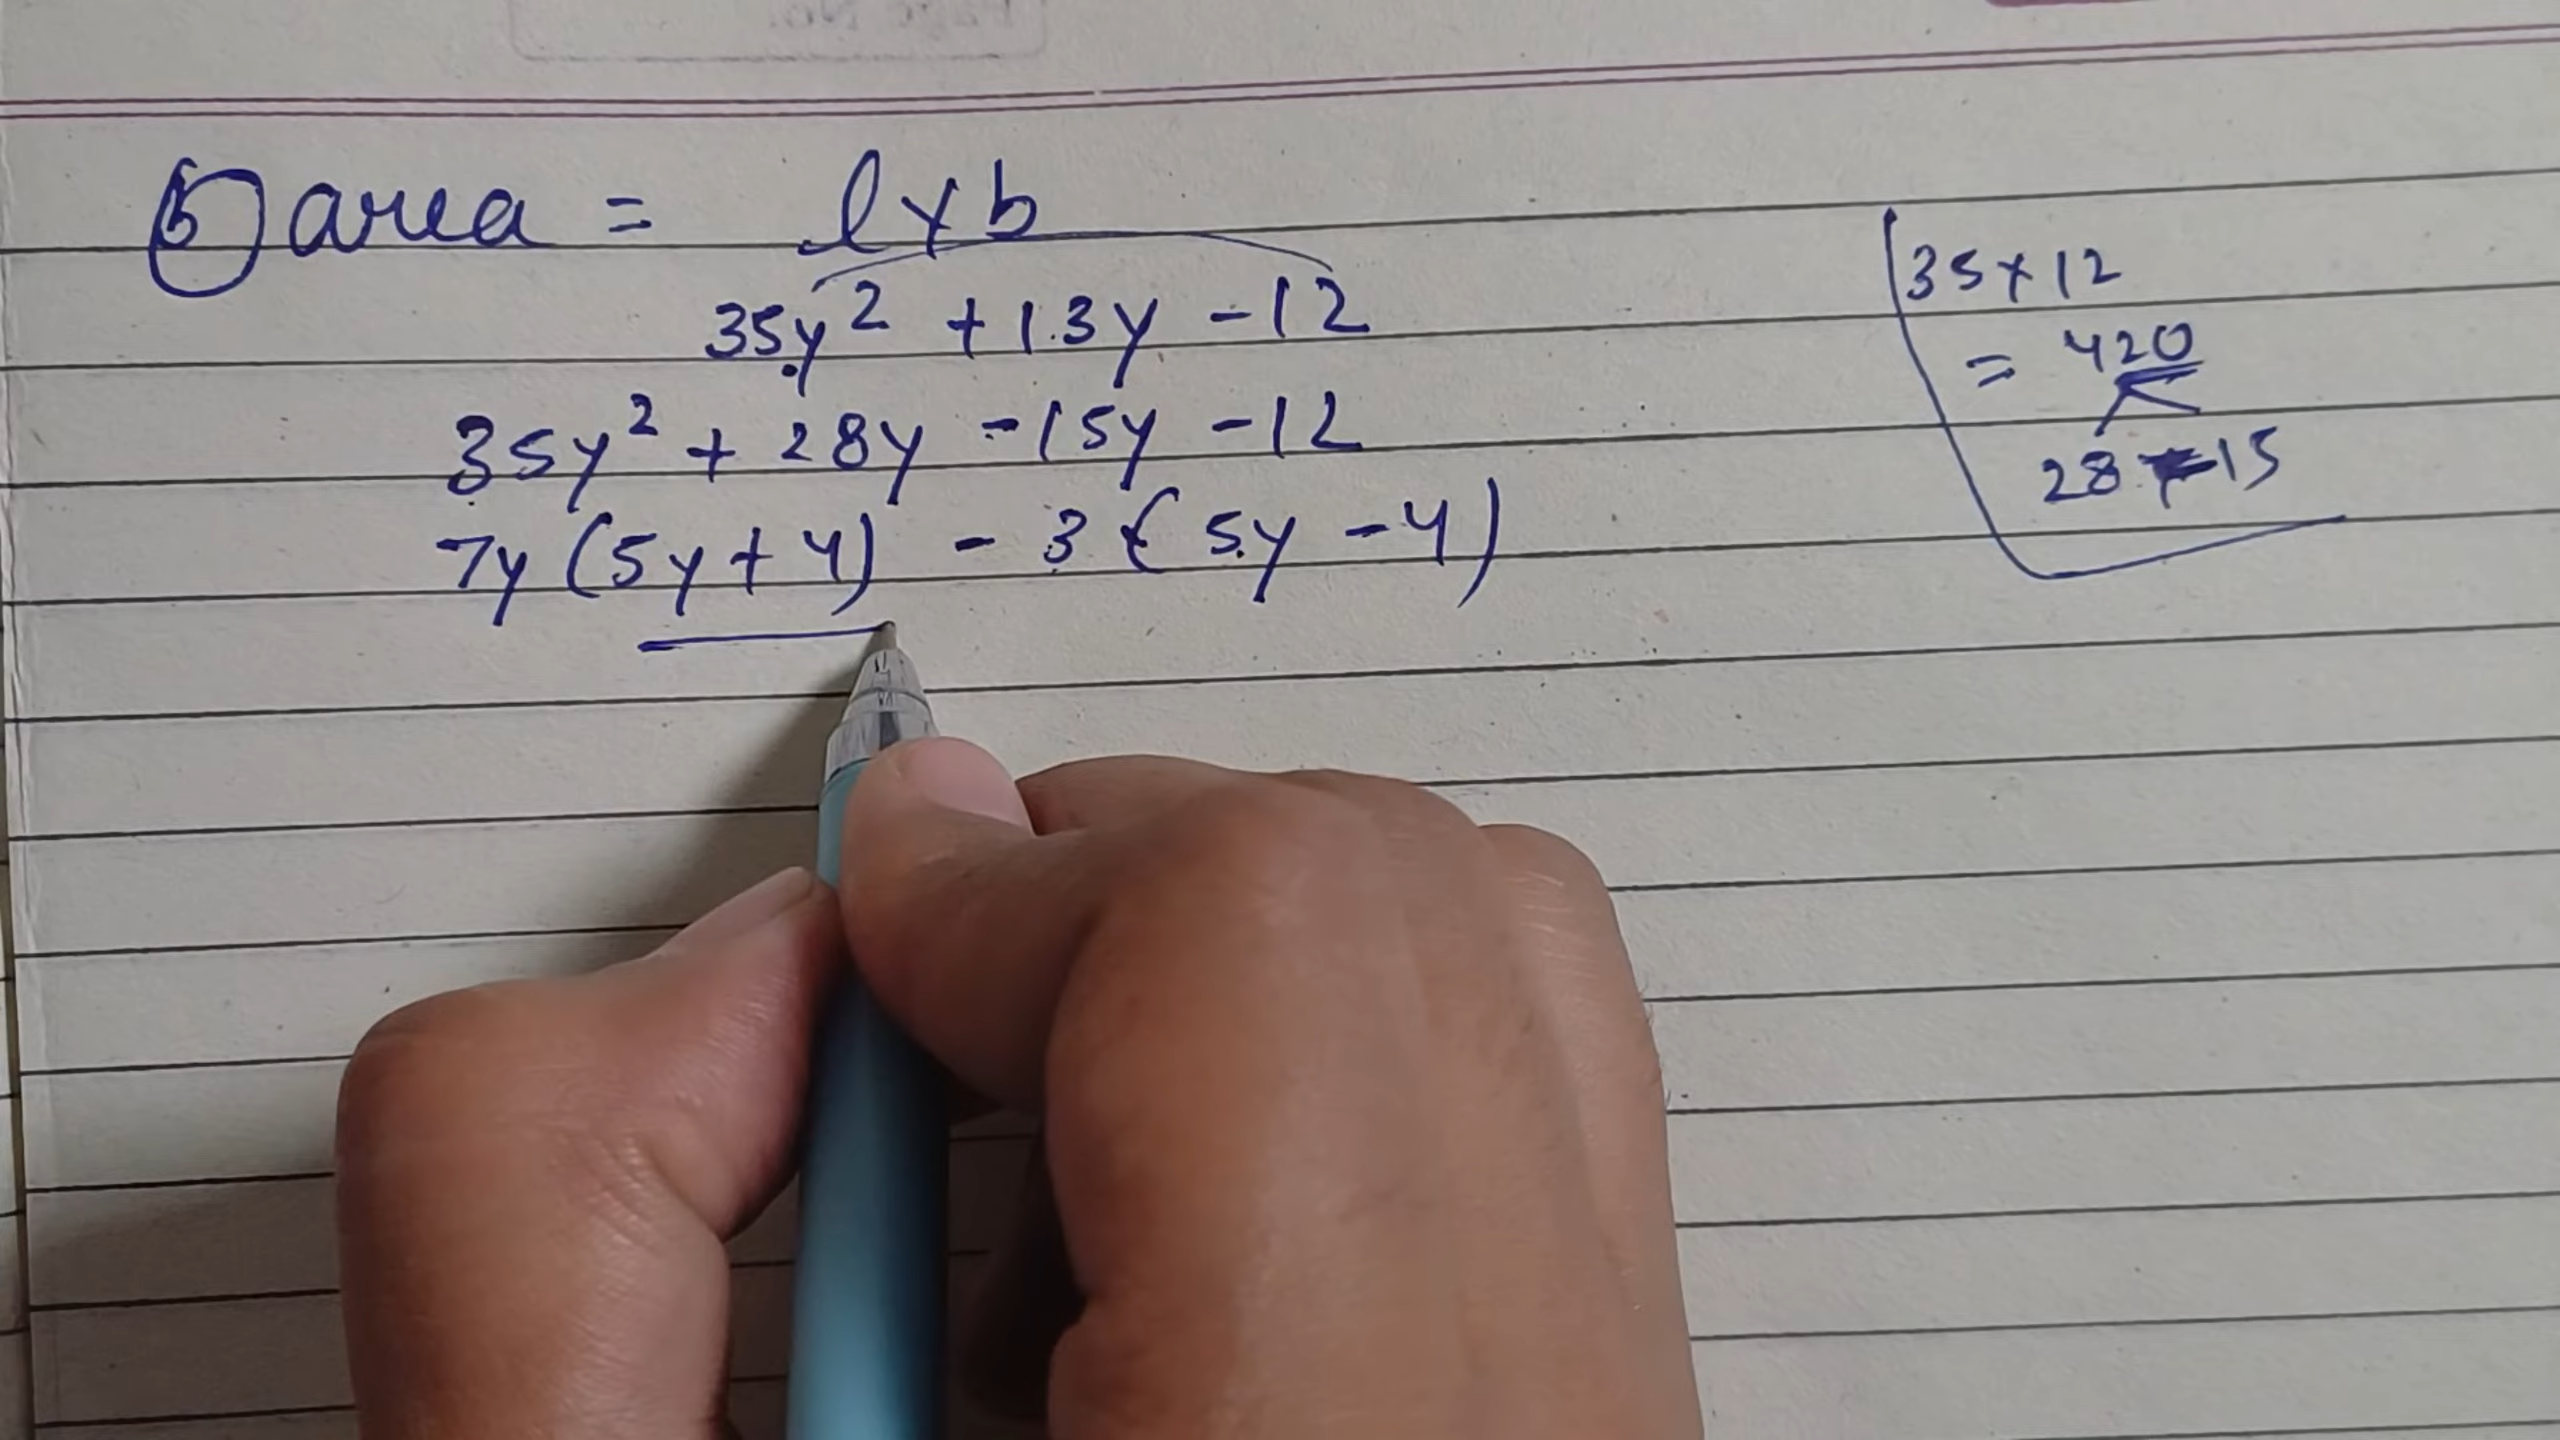 (b) area = l×b
35y² + 13y - 12
35y² + 28y - 15y - 12
7y (5y + 4) - 3 (5y - 4)
35×12
= 420
28 15